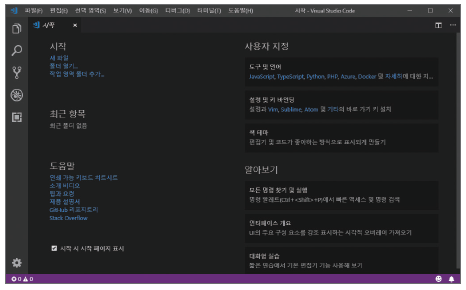 파일(F) 편집(E) 선택 영역(S) 보기(V) 이동(G) 디버그(D) 터미널(T) 도움말(H) 시작 - Visual Studio Code
시작
시작
새 파일
폴더 열기...
작업 영역 폴더 추가...
최근 항목
최근 폴더 없음
도움말
인쇄 가능 키보드 치트시트
소개 비디오
팁과 요령
제품 설명서
GitHub 리포지토리
Stack Overflow
시작 시 시작 페이지 표시
사용자 지정
도구 및 언어
JavaScript, TypeScript, Python, PHP, Azure, Docker 및 자세히에 대한 지...
설정 및 키 바인딩
설정과 Vim, Sublime, Atom 및 기타의 바로 가기 키 설치
색 테마
편집기 및 코드가 좋아하는 방식으로 표시되게 만들기
알아보기
모든 명령 찾기 및 실행
명령 팔레트(Ctrl+<Shift>+P)에서 빠른 액세스 및 명령 검색
인터페이스 개요
UI의 주요 구성 요소를 강조 표시하는 시각적 오버레이 가져오기
대화형 실습
짧은 연습에서 기본 편집기 기능 사용해 보기
0 0